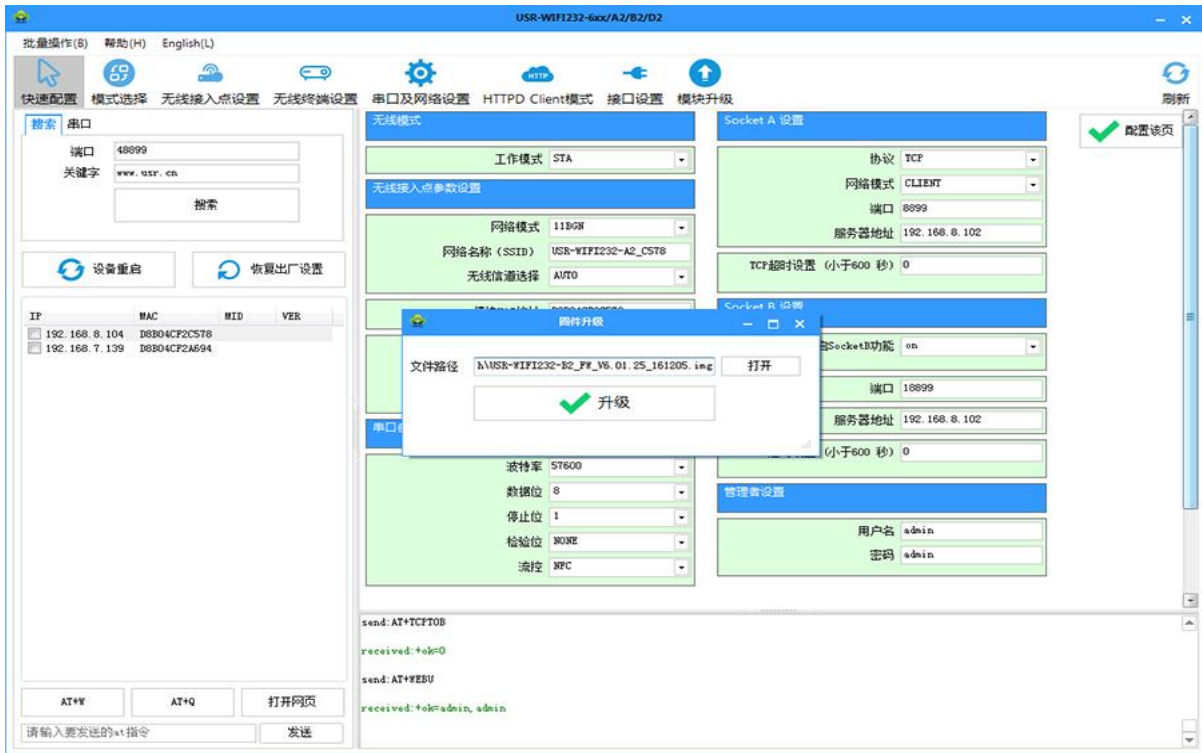 USR-WIFI232-6xx/A2/B2/D2
批量操作(B) 帮助(H) English(L)
快速配置 模式选择 无线接入点设置 无线终端设置 串口及网络设置 HTTPD Client模式 接口设置 模块升级 刷新
搜索 串口
端口 48899
关键字 www.usr.cn
搜索
设备重启 恢复出厂设置
IP MAC MID VER
192.168.8.104 D8B04CF2C578
192.168.7.139 D8B04CF2A694
AT+W AT+Q 打开网页
请输入要发送的at指令 发送
无线模式
工作模式 STA
无线接入点参数设置
网络模式 11BGN
网络名称(SSID) USR-WIFI232-A2_C578
无线信道选择 AUTO
波特率 57600
数据位 8
停止位 1
检验位 NONE
流控 NFC
Socket A 设置
协议 TCP
网络模式 CLIENT
端口 8899
服务器地址 192.168.8.102
TCP超时设置 (小于600 秒) 0
Socket B 设置
SocketB功能 on
端口 18899
服务器地址 192.168.8.102
(小于600 秒) 0
管理者设置
用户名 admin
密码 admin
配置该页
固件升级
文件路径 h\USR-WIFI232-B2_FW_V6.01.25_161205.img 打开
升级
send:AT+TCPTOB
received:+ok=0
send:AT+WEBU
received:+ok=admin,admin